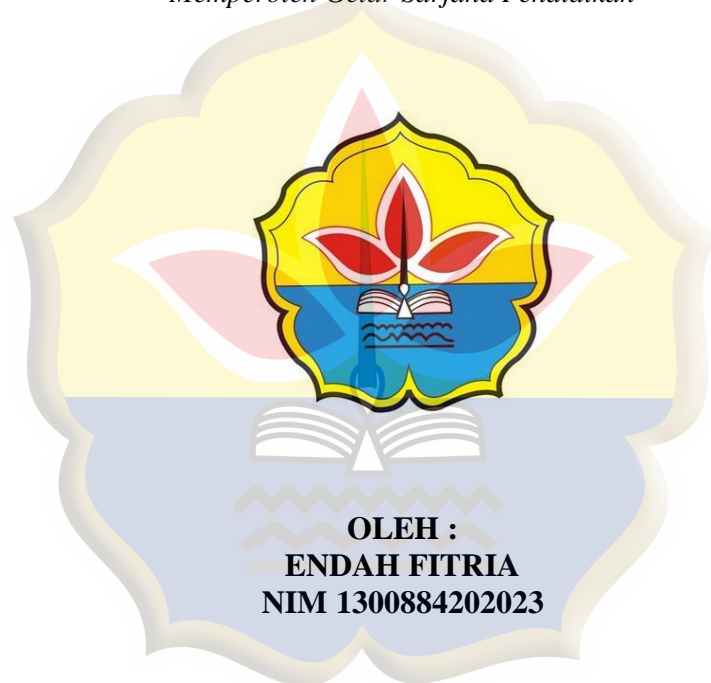 Memperoleh Gelar Sarjana Pendidikan
OLEH :
ENDAH FITRIA
NIM 1300884202023